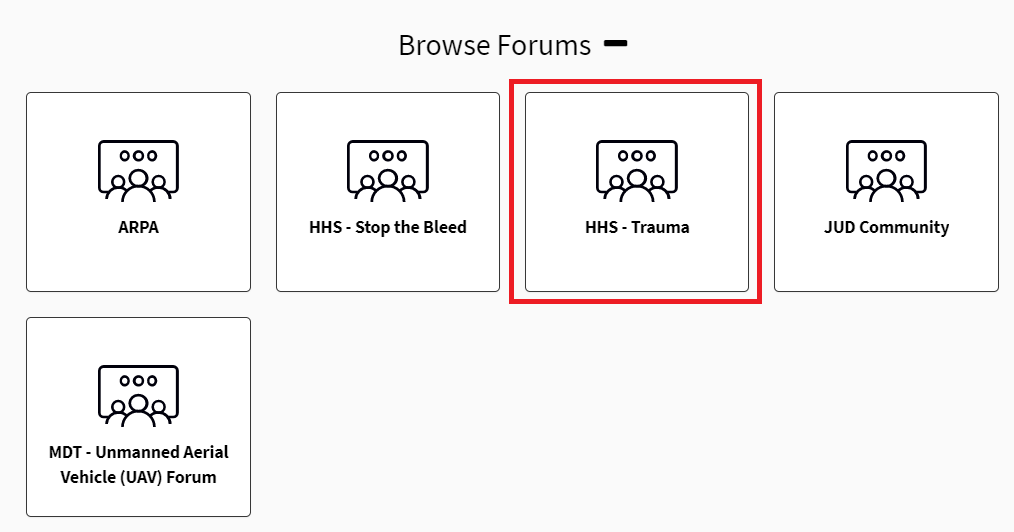 Browse Forums
ARPA
HHS - Stop the Bleed
HHS - Trauma
JUD Community
MDT - Unmanned Aerial
Vehicle (UAV) Forum